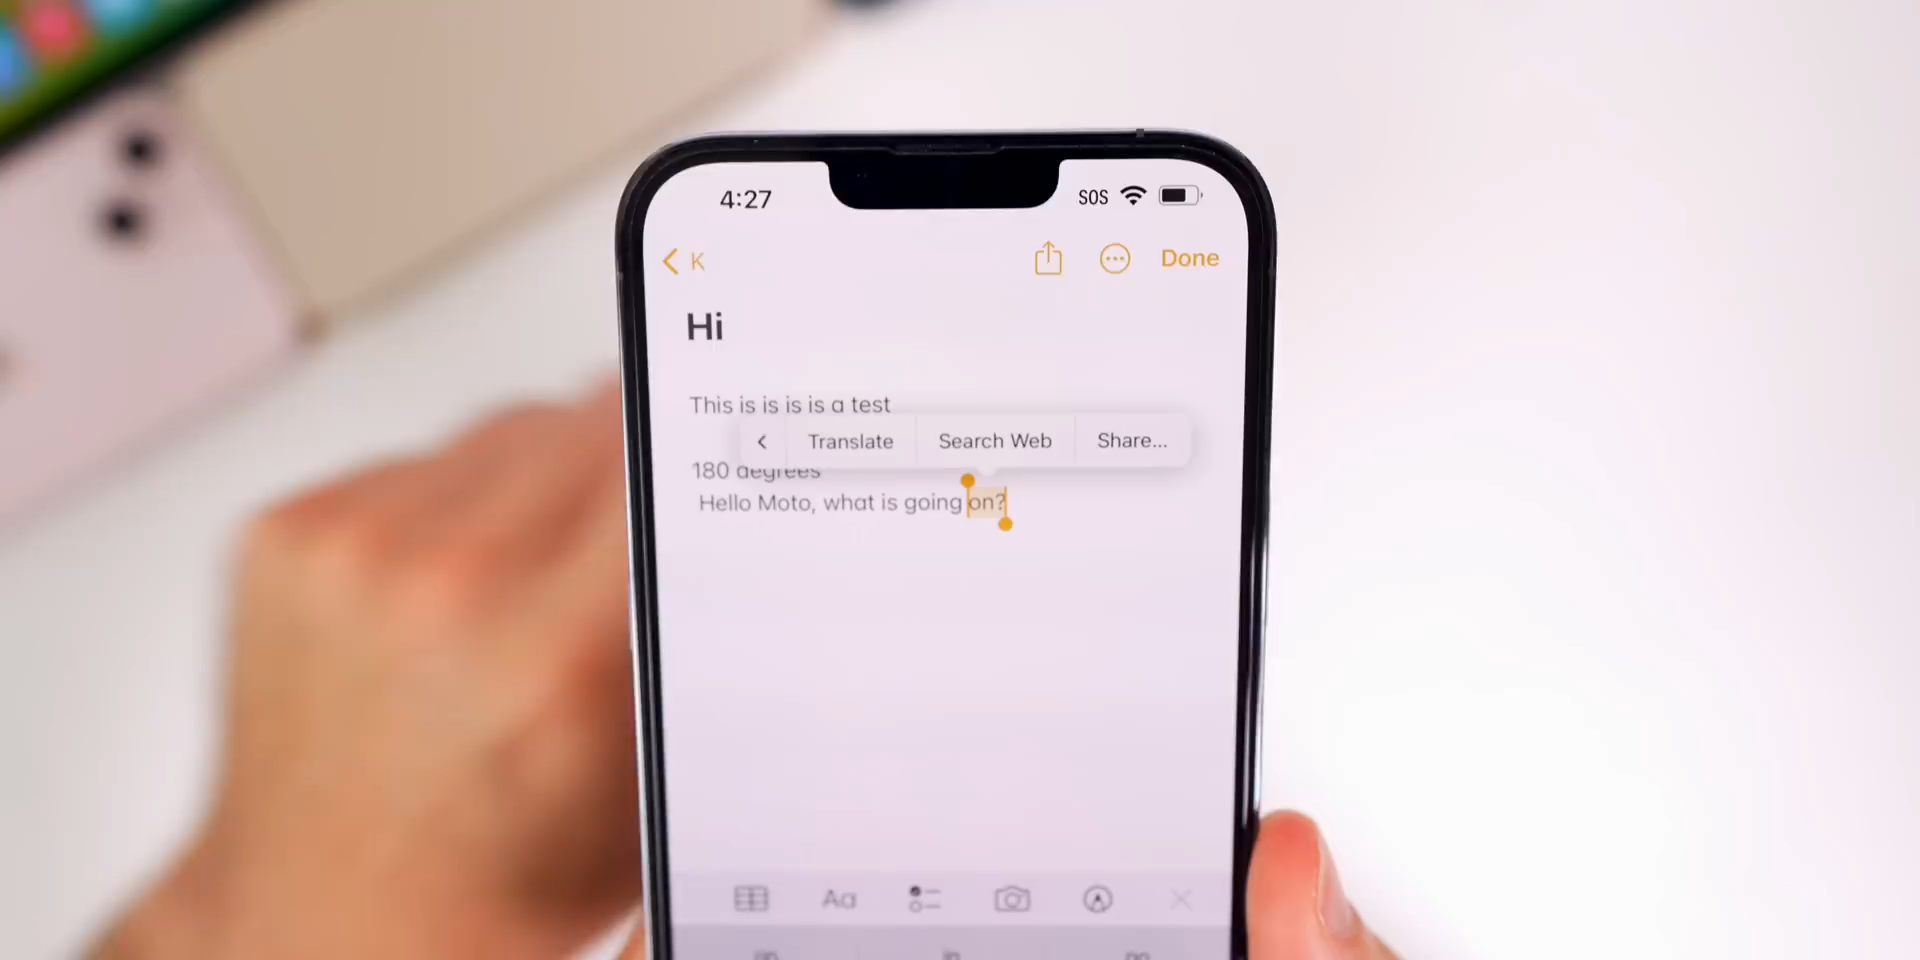 4:27 SOS
K Done
Hi
This is is is is a test
Translate Search Web Share...
180 degrees
Hello Moto, what is going on?
Aa